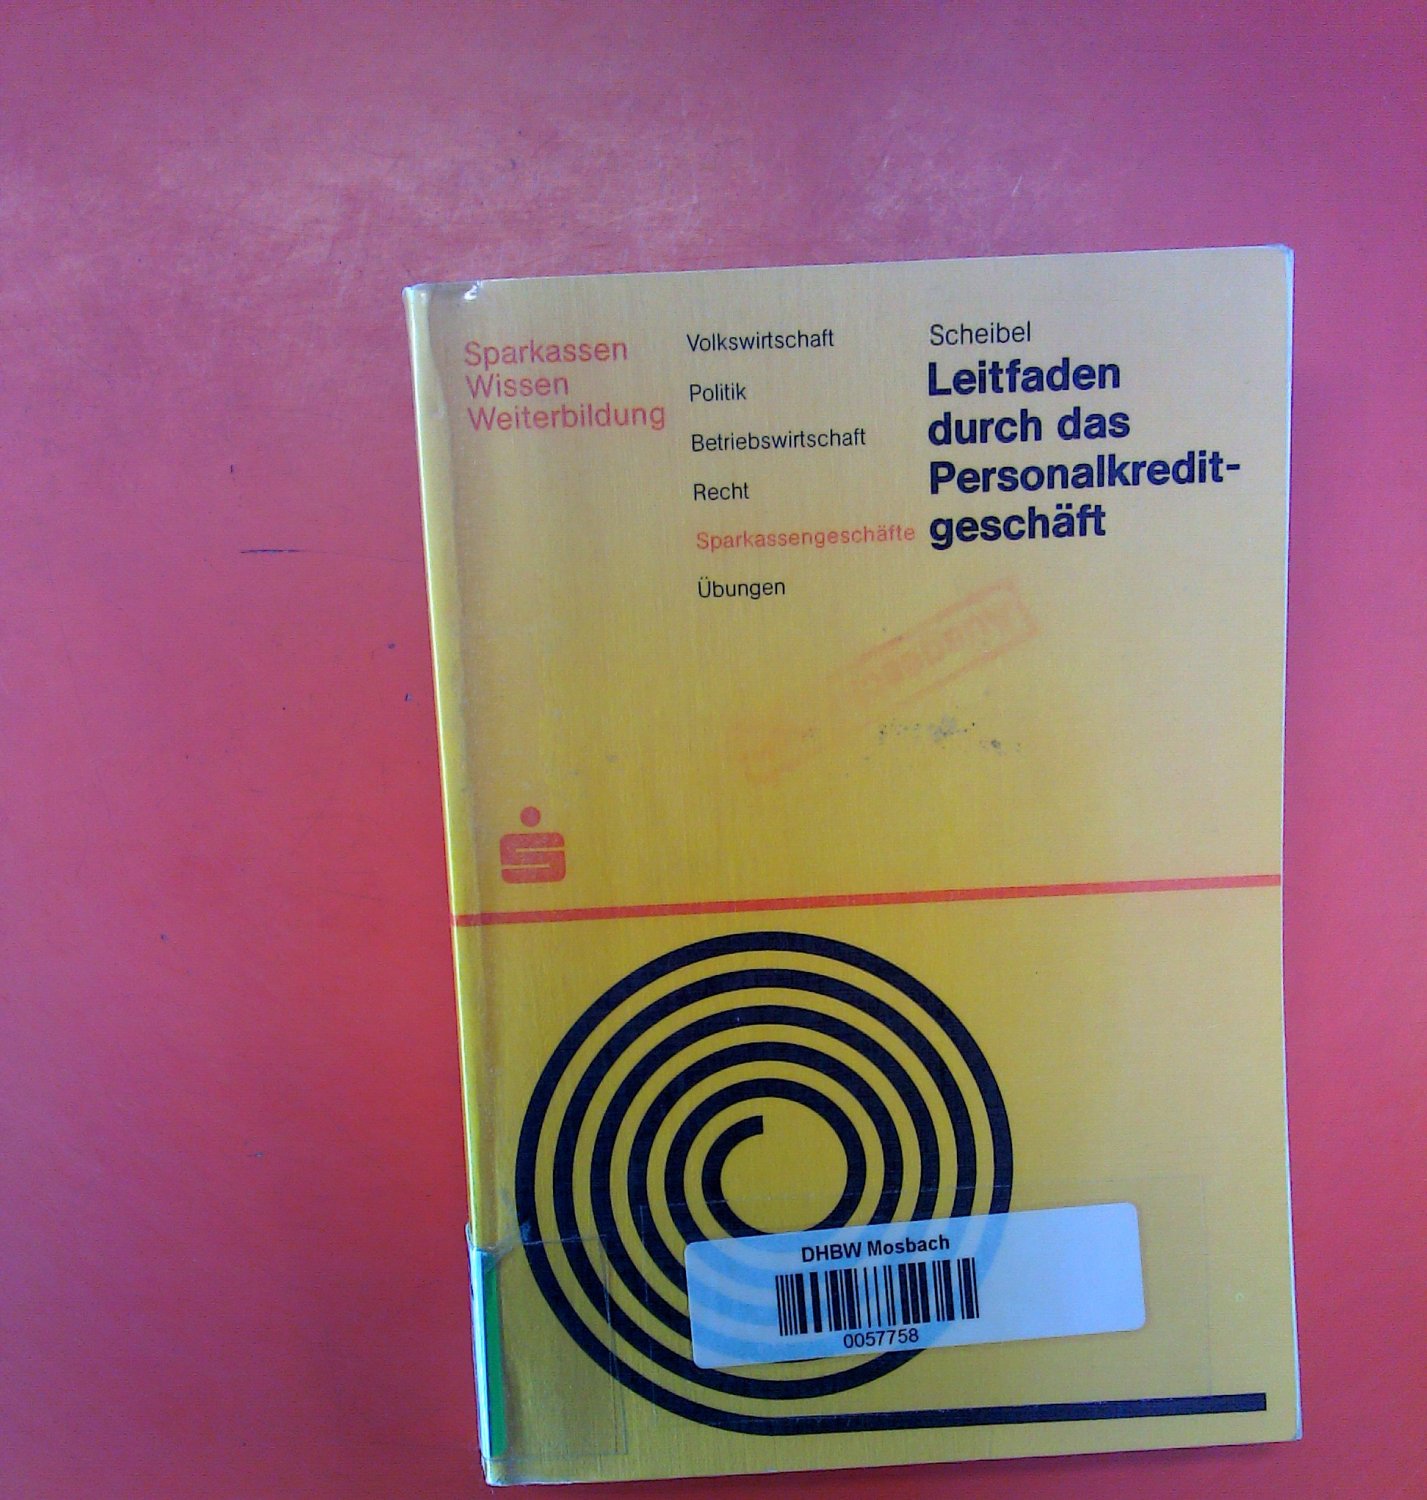 Sparkassen
Wissen
Weiterbildung
Volkswirtschaft
Politik
Betriebswirtschaft
Recht
Sparkassengeschäfte
Übungen
Scheibel
Leitfaden
durch das
Personalkredit-
geschäft
DHBW Mosbach
0057758